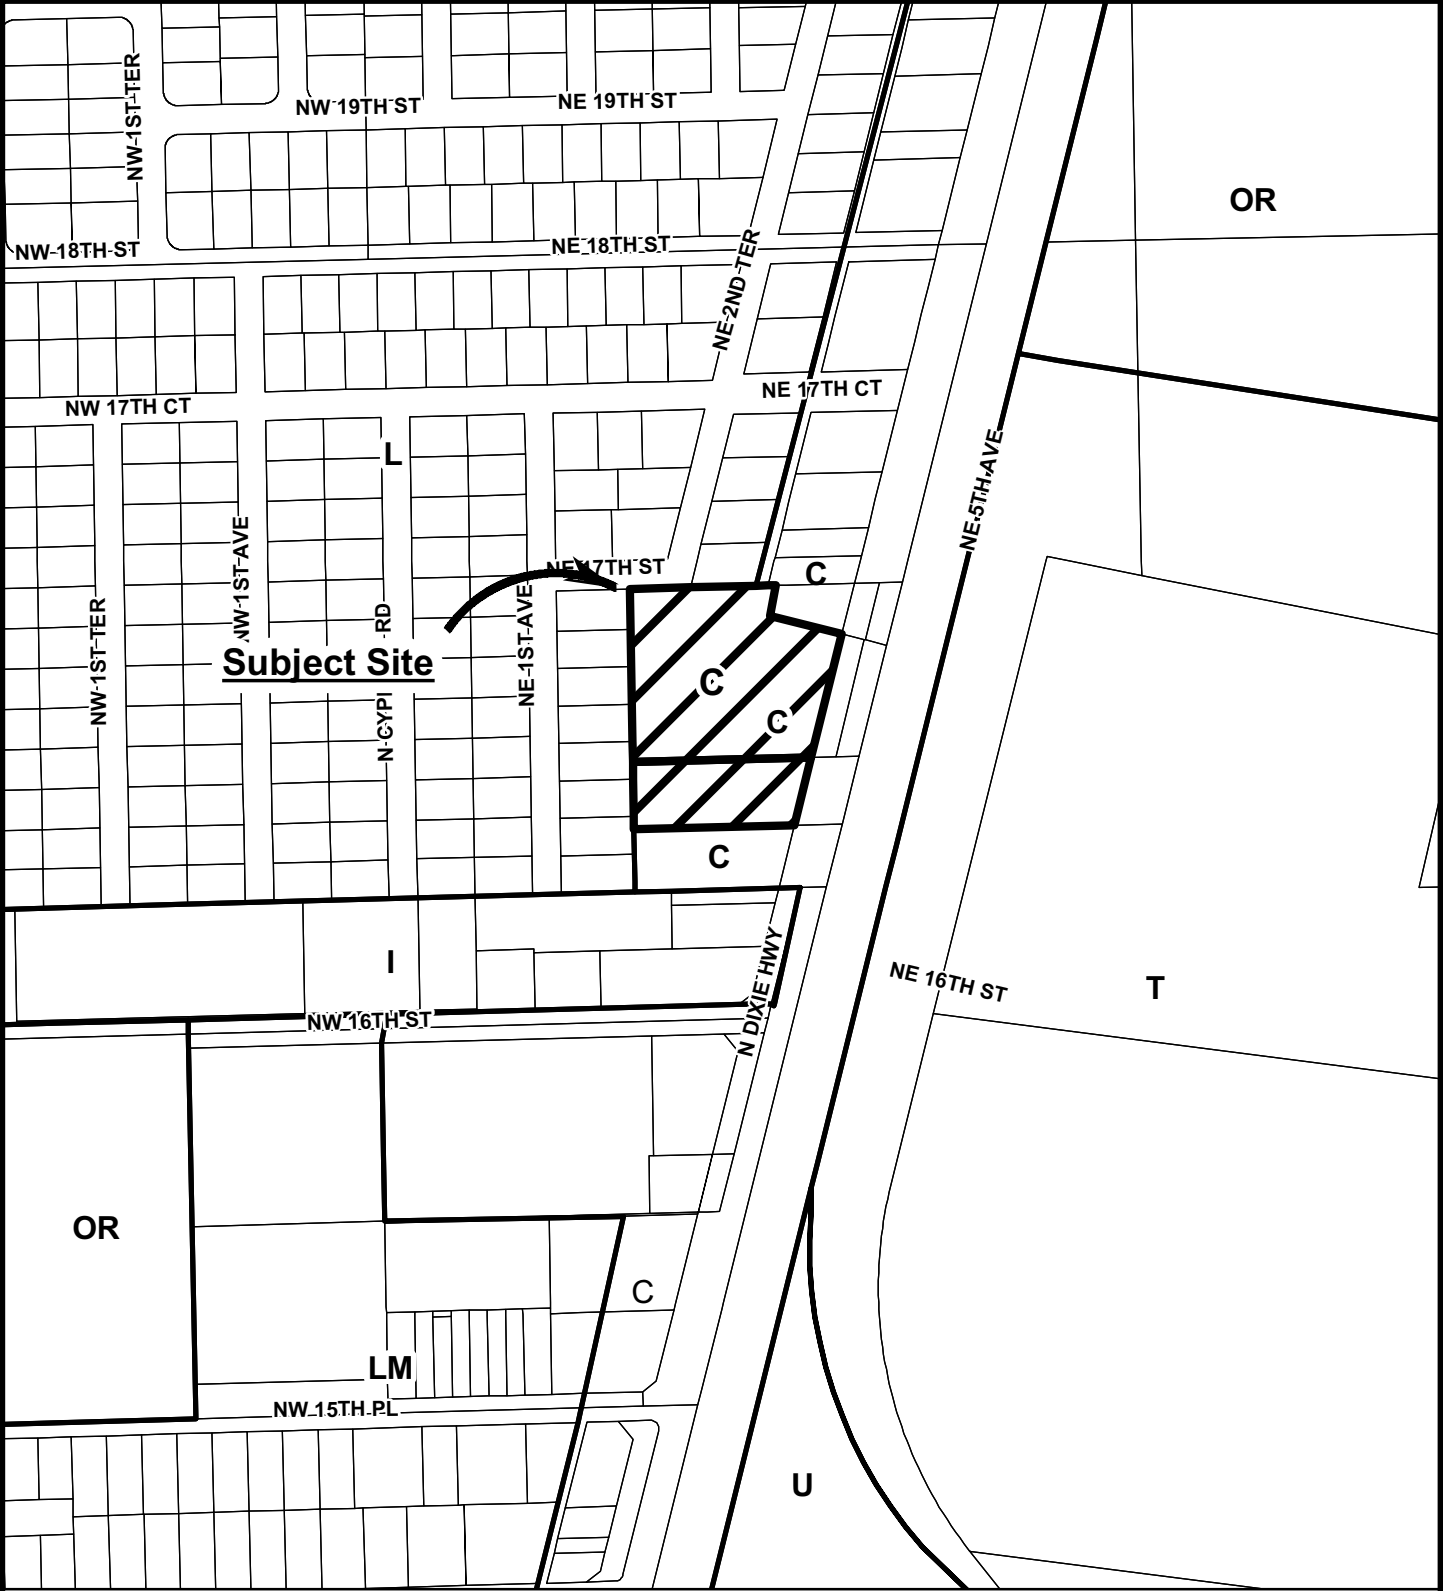 NW 1ST TER
NW 19TH ST
NE 19TH ST
OR
NW 18TH ST
NE 18TH ST
NE 2ND TER
NW 17TH CT
NE 17TH CT
L
NE 5TH AVE
NW 1ST AVE
NE 17TH ST
C
NW 1ST TER
N CYPI RD
NE 1ST AVE
Subject Site
C
C
C
I
N DIXIE HWY
NE 16TH ST
T
NW 16TH ST
OR
C
LM
NW 15TH PL
U